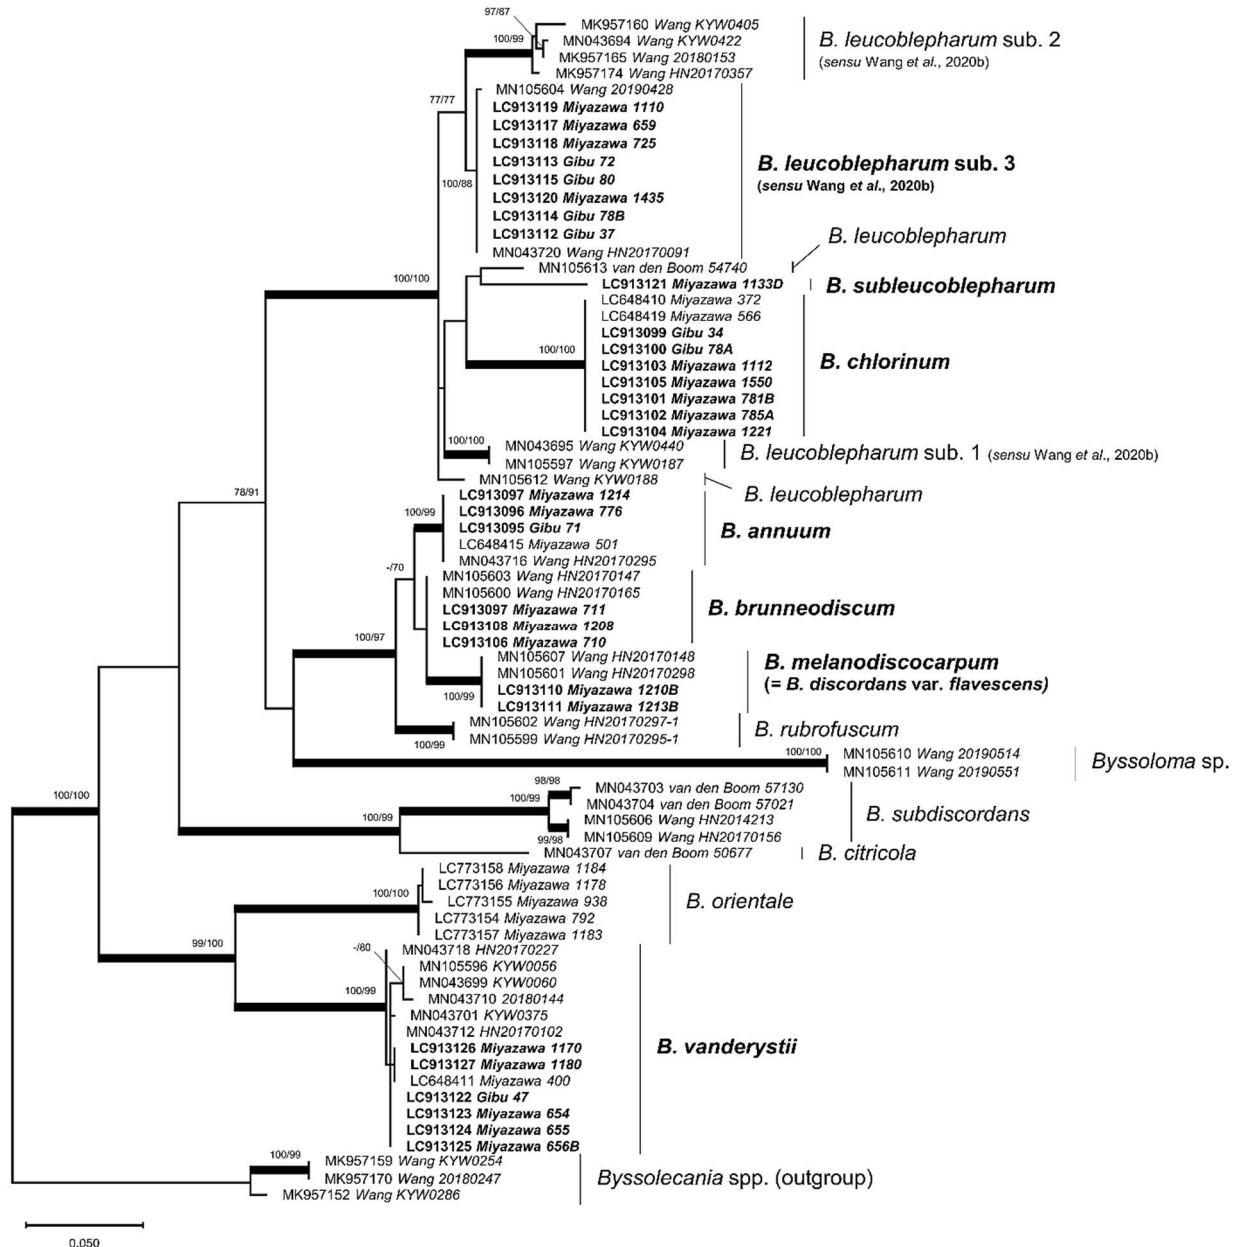 97/87
MK957160 Wang KYW0405
100/99
MN043694 Wang KYW0422
MK957165 Wang 20180153
MK957174 Wang HN20170357
B. leucoblepharum sub. 2
(sensu Wang et al., 2020b)
77/77
MN105604 Wang 20190428
LC913119 Miyazawa 1110
LC913117 Miyazawa 659
LC913118 Miyazawa 725
LC913113 Gibu 72
LC913115 Gibu 80
LC913120 Miyazawa 1435
LC913114 Gibu 78B
LC913112 Gibu 37
MN043720 Wang HN20170091
100/88
B. leucoblepharum sub. 3
(sensu Wang et al., 2020b)
MN105613 van den Boom 54740
B. leucoblepharum
100/100
LC913121 Miyazawa 1133D
B. subleucoblepharum
LC648410 Miyazawa 372
LC648419 Miyazawa 566
LC913099 Gibu 34
LC913100 Gibu 78A
LC913103 Miyazawa 1112
LC913105 Miyazawa 1550
LC913101 Miyazawa 781B
LC913102 Miyazawa 785A
LC913104 Miyazawa 1221
100/100
B. chlorinum
100/100
MN043695 Wang KYW0440
MN105597 Wang KYW0187
B. leucoblepharum sub. 1 (sensu Wang et al., 2020b)
MN105612 Wang KYW0188
B. leucoblepharum
78/91
LC913097 Miyazawa 1214
LC913096 Miyazawa 776
LC913095 Gibu 71
LC648415 Miyazawa 501
MN043716 Wang HN20170295
100/99
B. annuum
-/70
MN105603 Wang HN20170147
MN105600 Wang HN20170165
LC913097 Miyazawa 711
LC913108 Miyazawa 1208
LC913106 Miyazawa 710
B. brunneodiscum
100/97
MN105607 Wang HN20170148
MN105601 Wang HN20170298
LC913110 Miyazawa 1210B
LC913111 Miyazawa 1213B
100/99
B. melanodiscocarpum
(= B. discordans var. flavescens)
MN105602 Wang HN20170297-1
MN105599 Wang HN20170295-1
100/99
B. rubrofuscum
100/100
MN105610 Wang 20190514
MN105611 Wang 20190551
Byssoloma sp.
100/100
98/98
MN043703 van den Boom 57130
MN043704 van den Boom 57021
100/99
MN105606 Wang HN2014213
MN105609 Wang HN20170156
99/98
B. subdiscordans
100/99
MN043707 van den Boom 50677
B. citricola
LC773158 Miyazawa 1184
LC773156 Miyazawa 1178
LC773155 Miyazawa 938
LC773154 Miyazawa 792
LC773157 Miyazawa 1183
100/100
B. orientale
99/100
-/80
MN043718 HN20170227
MN105596 KYW0056
MN043699 KYW0060
MN043710 20180144
MN043701 KYW0375
MN043712 HN20170102
LC913126 Miyazawa 1170
LC913127 Miyazawa 1180
LC648411 Miyazawa 400
LC913122 Gibu 47
LC913123 Miyazawa 654
LC913124 Miyazawa 655
LC913125 Miyazawa 656B
100/99
B. vanderystii
100/99
MK957159 Wang KYW0254
MK957170 Wang 20180247
MK957152 Wang KYW0286
Byssolecania spp. (outgroup)
0.050